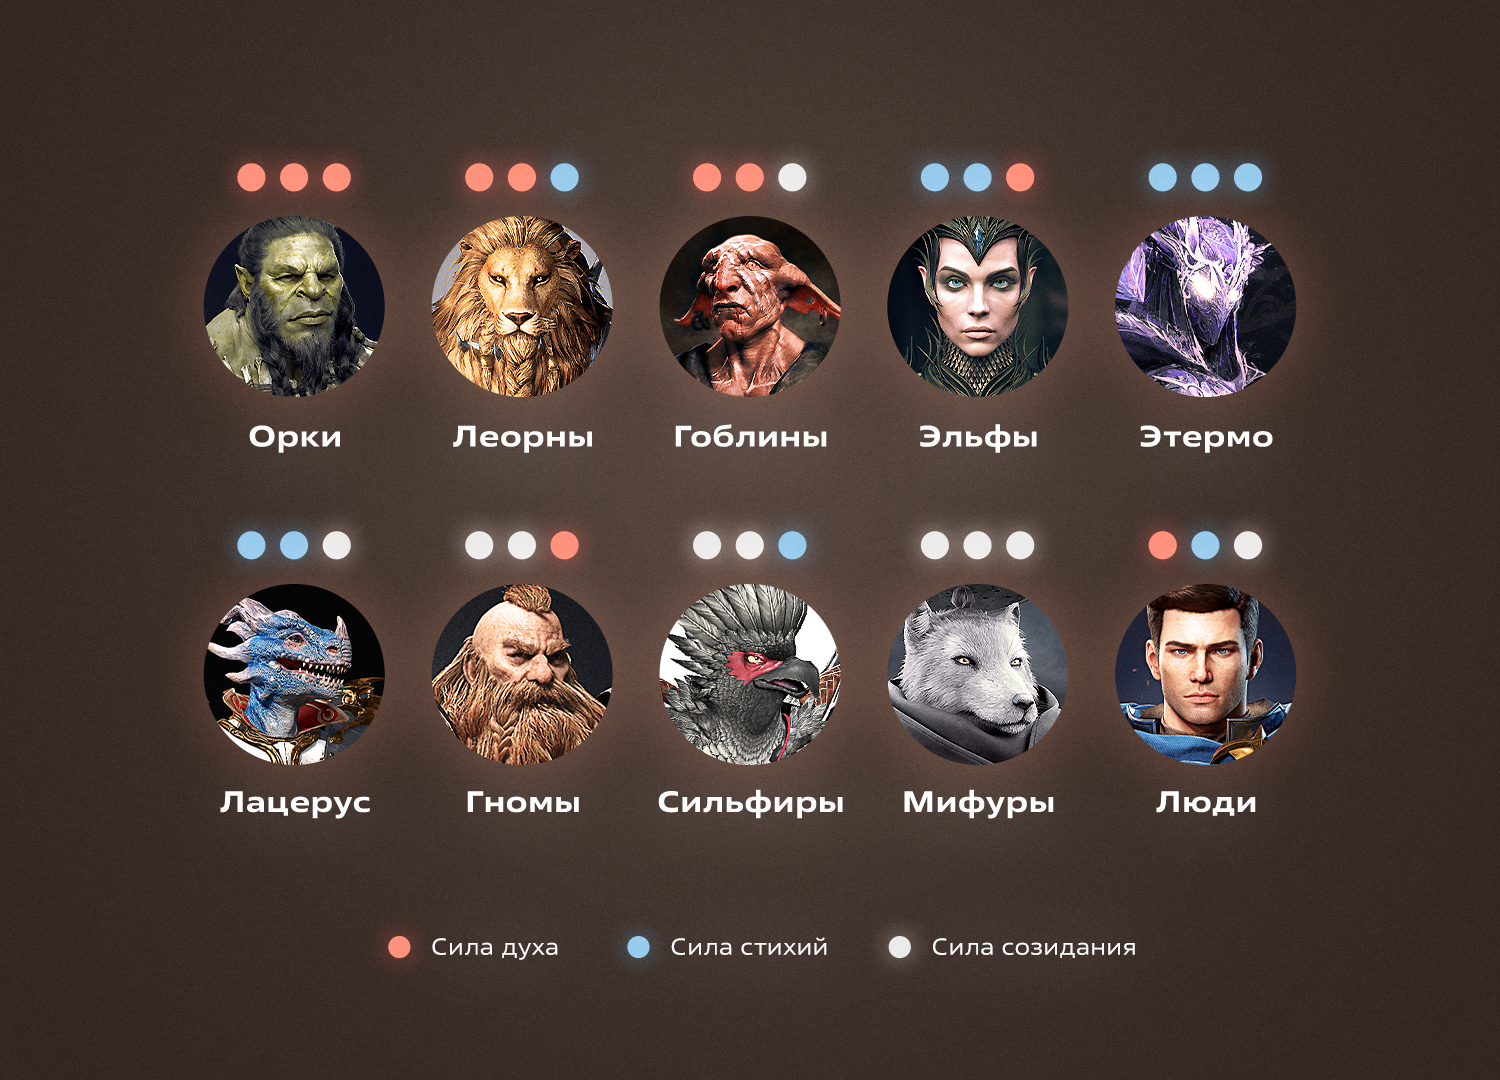 Орки
Леорны
Гоблины
Эльфы
Этермо
Лацерус
Гномы
Сильфиры
Мифуры
Люди
Сила духа
Сила стихий
Сила созидания